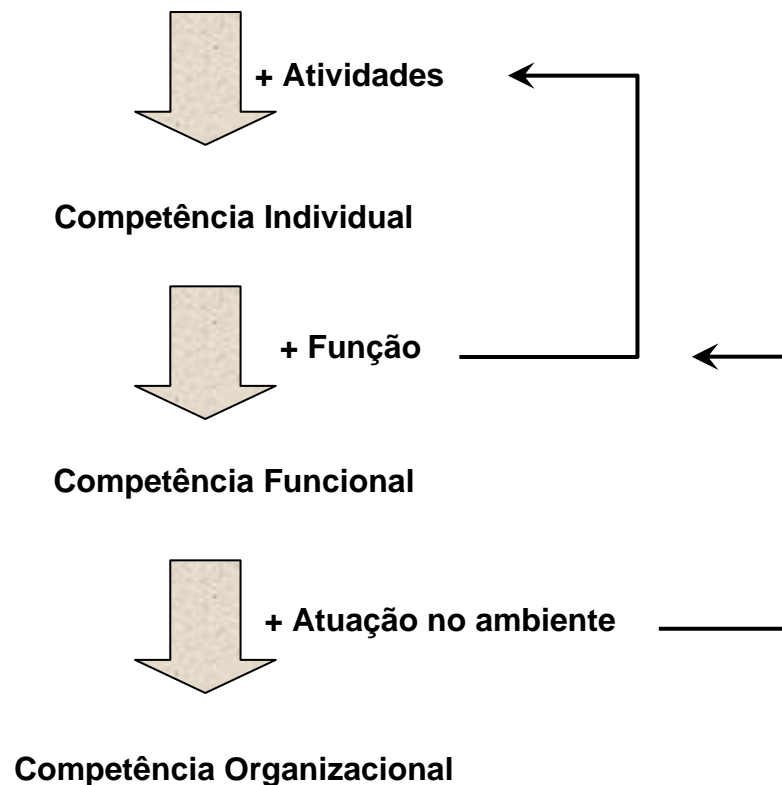 + Atividades
Competência Individual
+ Função
Competência Funcional
+ Atuação no ambiente
Competência Organizacional